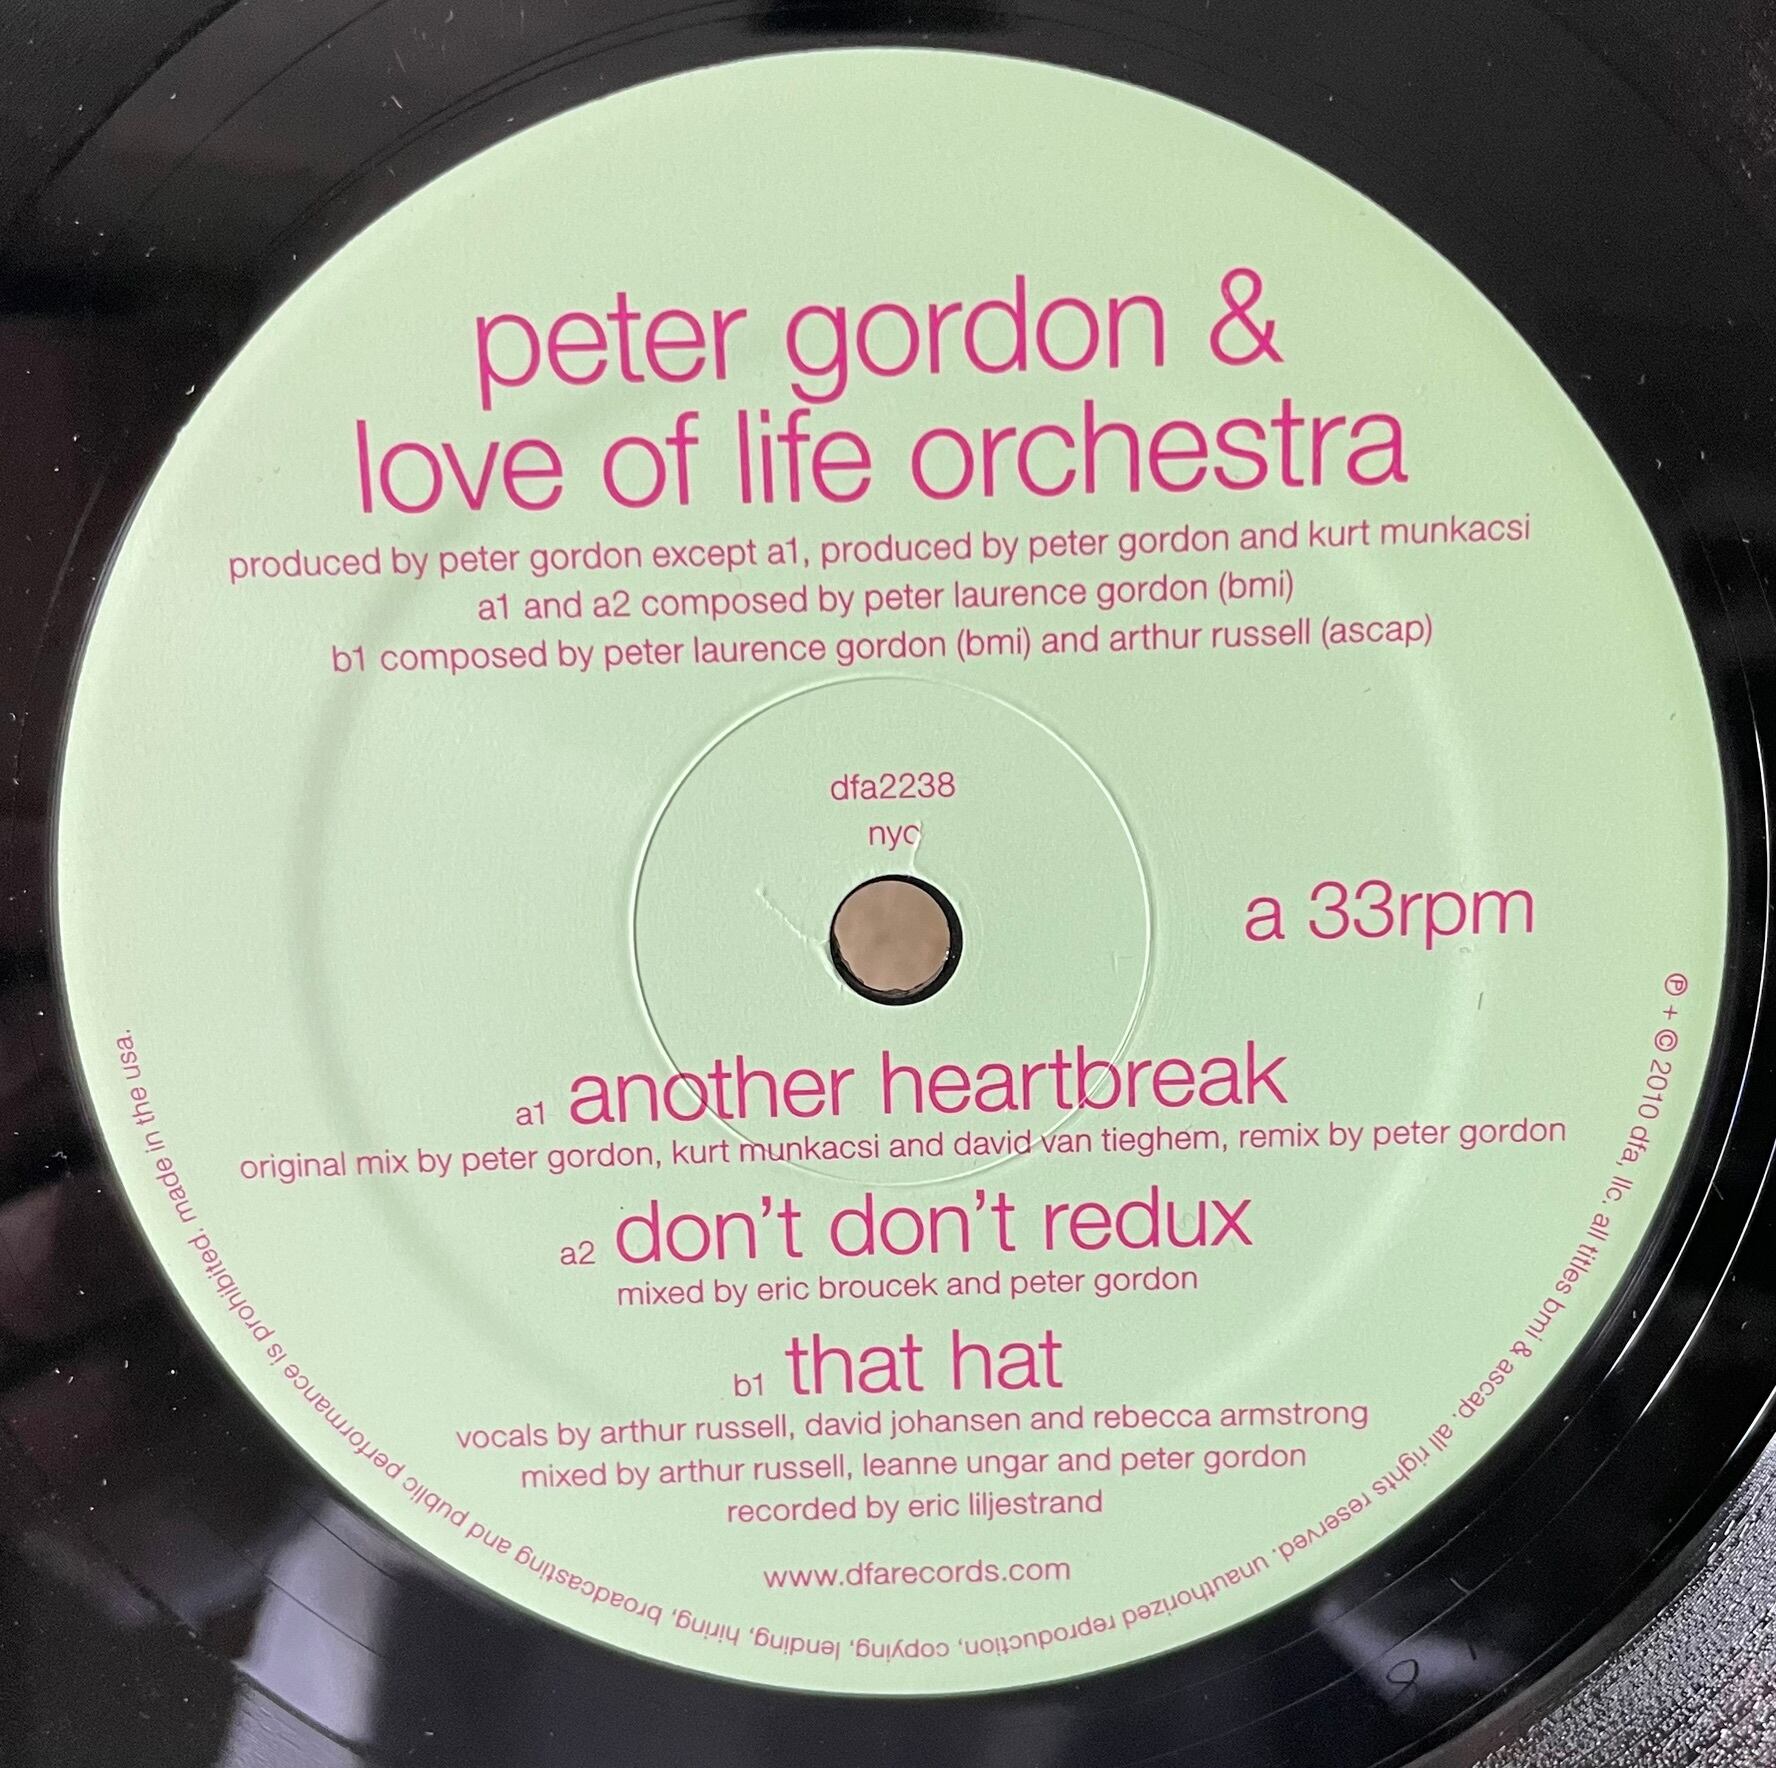 peter gordon &
love of life orchestra
produced by peter gordon except a1, produced by peter gordon and kurt munkacsi
a1 and a2 composed by peter laurence gordon (bmi)
b1 composed by peter laurence gordon (bmi) and arthur russell (ascap)
dfa2238
nyc
a 33rpm
a1 another heartbreak
original mix by peter gordon, kurt munkacsi and david van tieghem, remix by peter gordon
a2 don't don't redux
mixed by eric broucek and peter gordon
b1 that hat
vocals by arthur russell, david johansen and rebecca armstrong
mixed by arthur russell, leanne ungar and peter gordon
recorded by eric liljestrand
www.dfarecords.com
℗ + © 2010 dfa, llc. all titles bmi & ascap. all rights reserved. unauthorized reproduction, copying, lending, hiring, broadcasting and public performance is prohibited. made in the usa.